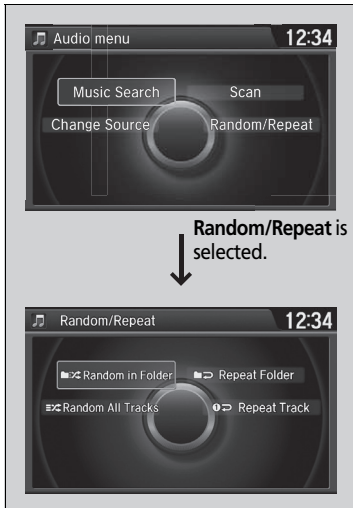 Audio menu 12:34
Music Search Scan
Change Source Random/Repeat
Random/Repeat is
selected.
Random/Repeat 12:34
Random in Folder Repeat Folder
Random All Tracks Repeat Track